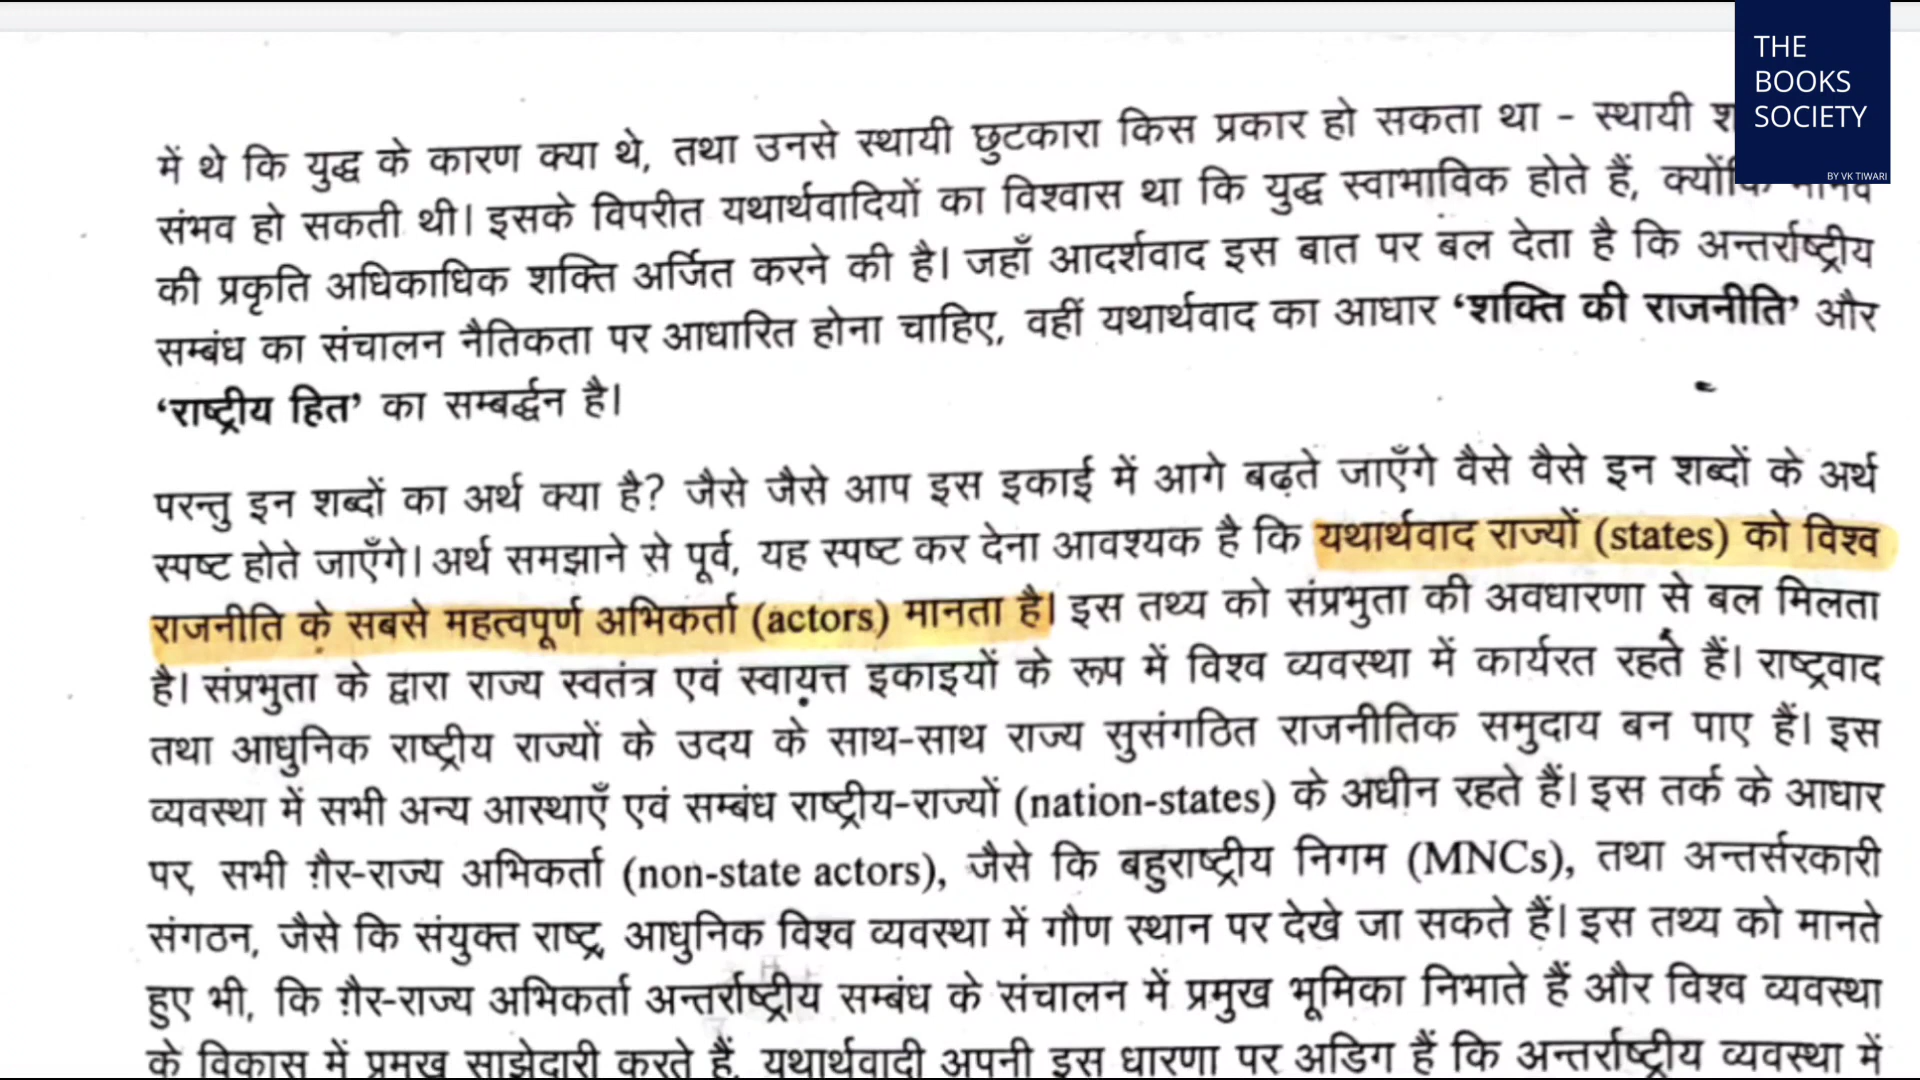 THE
BOOKS
SOCIETY
BY VK TIWARI
में थे कि युद्ध के कारण क्या थे, तथा उनसे स्थायी छुटकारा किस प्रकार हो सकता था - स्थायी
संभव हो सकती थी। इसके विपरीत यथार्थवादियों का विश्वास था कि युद्ध स्वाभाविक होते हैं, क्योंकि मानव
की प्रकृति अधिकाधिक शक्ति अर्जित करने की है। जहाँ आदर्शवाद इस बात पर बल देता है कि अन्तर्राष्ट्रीय
सम्बंध का संचालन नैतिकता पर आधारित होना चाहिए, वहीं यथार्थवाद का आधार ‘शक्ति की राजनीति’ और
‘राष्ट्रीय हित’ का सम्बर्द्धन है।
परन्तु इन शब्दों का अर्थ क्या है? जैसे जैसे आप इस इकाई में आगे बढ़ते जाएँगे वैसे वैसे इन शब्दों के अर्थ
स्पष्ट होते जाएँगे। अर्थ समझाने से पूर्व, यह स्पष्ट कर देना आवश्यक है कि यथार्थवाद राज्यों (states) को विश्व
राजनीति के सबसे महत्वपूर्ण अभिकर्ता (actors) मानता है। इस तथ्य को संप्रभुता की अवधारणा से बल मिलता
है। संप्रभुता के द्वारा राज्य स्वतंत्र एवं स्वायत्त इकाइयों के रूप में विश्व व्यवस्था में कार्यरत रहते हैं। राष्ट्रवाद
तथा आधुनिक राष्ट्रीय राज्यों के उदय के साथ-साथ राज्य सुसंगठित राजनीतिक समुदाय बन पाए हैं। इस
व्यवस्था में सभी अन्य आस्थाएँ एवं सम्बंध राष्ट्रीय-राज्यों (nation-states) के अधीन रहते हैं। इस तर्क के आधार
पर, सभी ग़ैर-राज्य अभिकर्ता (non-state actors), जैसे कि बहुराष्ट्रीय निगम (MNCs), तथा अन्तर्सरकारी
संगठन, जैसे कि संयुक्त राष्ट्र, आधुनिक विश्व व्यवस्था में गौण स्थान पर देखे जा सकते हैं। इस तथ्य को मानते
हुए भी, कि ग़ैर-राज्य अभिकर्ता अन्तर्राष्ट्रीय सम्बंध के संचालन में प्रमुख भूमिका निभाते हैं और विश्व व्यवस्था
के विकास में प्रमुख साझेदारी करते हैं, यथार्थवादी अपनी इस धारणा पर अडिग हैं कि अन्तर्राष्ट्रीय व्यवस्था में